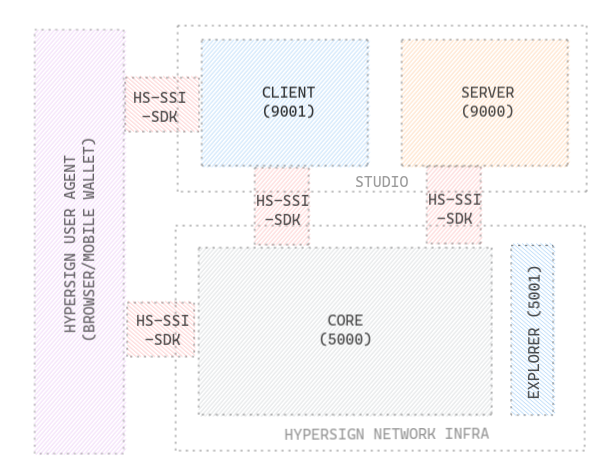 HYPERSIGN USER AGENT
(BROWSER/MOBILE WALLET)
HS-SSI
-SDK
CLIENT
(9001)
SERVER
(9000)
STUDIO
HS-SSI
-SDK
HS-SSI
-SDK
HS-SSI
-SDK
CORE
(5000)
EXPLORER (5001)
HYPERSIGN NETWORK INFRA